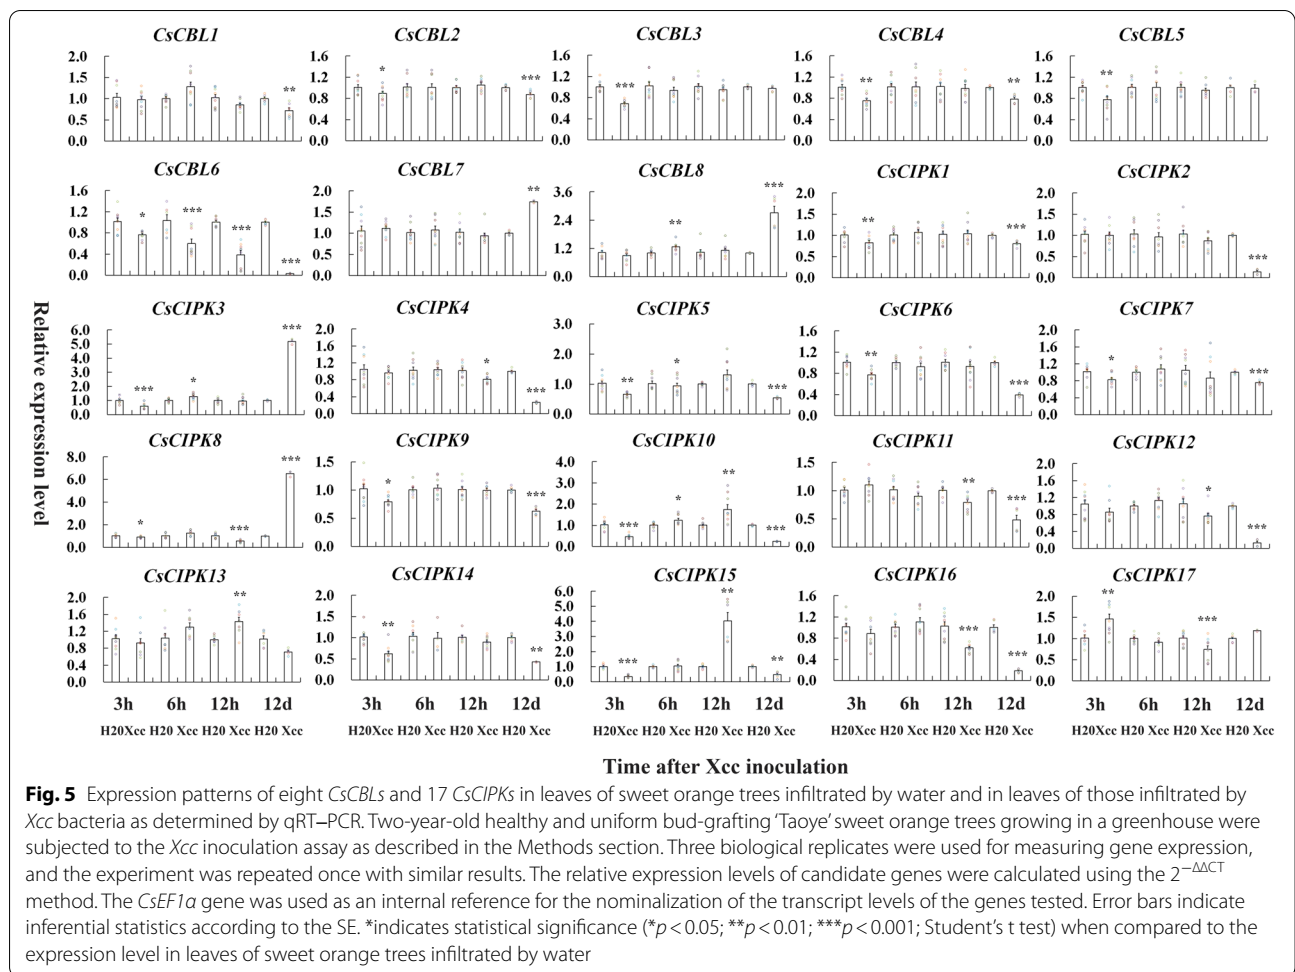 CsCBL1 CsCBL2 CsCBL3 CsCBL4 CsCBL5
2.0 1.5 1.0 0.5 0.0 **
1.6 1.2 0.8 0.4 0.0 * ***
1.6 1.2 0.8 0.4 0.0 ***
1.6 1.2 0.8 0.4 0.0 ** **
1.6 1.2 0.8 0.4 0.0 **
CsCBL6 CsCBL7 CsCBL8 CsCIPK1 CsCIPK2
1.6 1.2 0.8 0.4 0.0 * *** *** ***
2.0 1.5 1.0 0.5 0.0 **
3.6 2.4 1.2 0.0 ** ***
2.0 1.5 1.0 0.5 0.0 ** ***
2.0 1.5 1.0 0.5 0.0 ***
Relative expression level
CsCIPK3 CsCIPK4 CsCIPK5 CsCIPK6 CsCIPK7
6.0 5.0 4.0 3.0 2.0 1.0 0.0 *** * ***
2.0 1.6 1.2 0.8 0.4 0.0 * ***
3.0 2.0 1.0 0.0 ** * ***
1.6 1.2 0.8 0.4 0.0 ** ***
2.0 1.6 1.2 0.8 0.4 0.0 * ***
CsCIPK8 CsCIPK9 CsCIPK10 CsCIPK11 CsCIPK12
8.0 6.0 4.0 2.0 0.0 * *** ***
1.5 1.0 0.5 0.0 * ***
4.0 3.0 2.0 1.0 0.0 *** * ** ***
1.5 1.0 0.5 0.0 ** ***
2.0 1.6 1.2 0.8 0.4 0.0 * ***
CsCIPK13 CsCIPK14 CsCIPK15 CsCIPK16 CsCIPK17
2.0 1.6 1.2 0.8 0.4 0.0 **
2.0 1.5 1.0 0.5 0.0 ** **
6.0 5.0 4.0 3.0 2.0 1.0 0.0 *** ** **
1.6 1.2 0.8 0.4 0.0 *** ***
2.0 1.5 1.0 0.5 0.0 ** ***
3h 6h 12h 12d 3h 6h 12h 12d 3h 6h 12h 12d 3h 6h 12h 12d 3h 6h 12h 12d
H20Xcc H20 Xcc H20 Xcc H20 Xcc H20Xcc H20 Xcc H20 Xcc H20 Xcc H20Xcc H20 Xcc H20 Xcc H20 Xcc H20Xcc H20 Xcc H20 Xcc H20 Xcc H20Xcc H20 Xcc H20 Xcc H20 Xcc
Time after Xcc inoculation
Fig. 5 Expression patterns of eight CsCBLs and 17 CsCIPKs in leaves of sweet orange trees infiltrated by water and in leaves of those infiltrated by
Xcc bacteria as determined by qRT–PCR. Two-year-old healthy and uniform bud-grafting ‘Taoye’ sweet orange trees growing in a greenhouse were
subjected to the Xcc inoculation assay as described in the Methods section. Three biological replicates were used for measuring gene expression,
and the experiment was repeated once with similar results. The relative expression levels of candidate genes were calculated using the 2−ΔΔCT
method. The CsEF1α gene was used as an internal reference for the nominalization of the transcript levels of the genes tested. Error bars indicate
inferential statistics according to the SE. *indicates statistical significance (*p < 0.05; **p < 0.01; ***p < 0.001; Student’s t test) when compared to the
expression level in leaves of sweet orange trees infiltrated by water